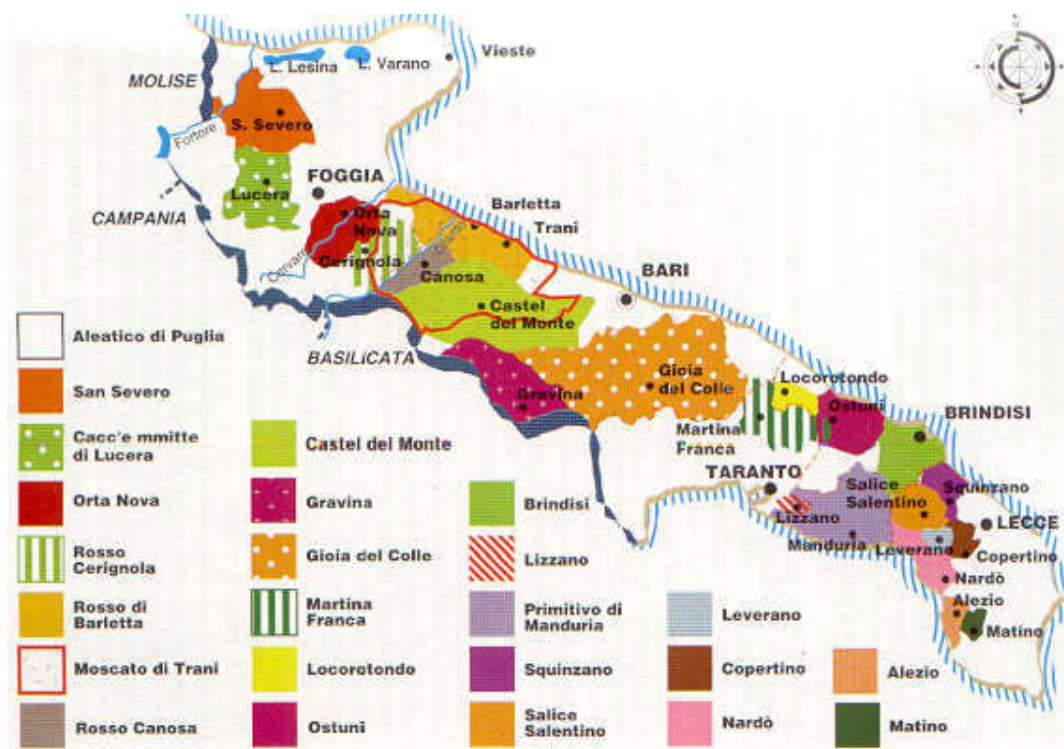 L. Lesina
L. Varano
Vieste
MOLISE
S. Severo
Fortore
FOGGIA
Lucera
CAMPANIA
Orta
Nova
Cerignola
Cervaro
Barletta
Trani
Canosa
BARI
Castel
del Monte
BASILICATA
Gioia
del Colle
Gravina
Locorotondo
Ostuni
Martina
Franca
BRINDISI
TARANTO
Salice
Salentino
Squinzano
Lizzano
LECCE
Manduria
Leverano
Copertino
Nardò
Alezio
Matino
Aleatico di Puglia
San Severo
Cacc'e mmitte
di Lucera
Orta Nova
Rosso
Cerignola
Rosso di
Barletta
Moscato di Trani
Rosso Canosa
Castel del Monte
Gravina
Gioia del Colle
Martina
Franca
Locorotondo
Ostuni
Brindisi
Lizzano
Primitivo di
Manduria
Squinzano
Salice
Salentino
Leverano
Copertino
Nardò
Alezio
Matino